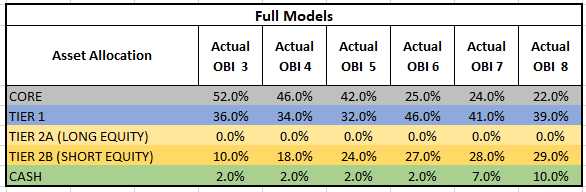 Full Models
Asset Allocation Actual OBI 3 Actual OBI 4 Actual OBI 5 Actual OBI 6 Actual OBI 7 Actual OBI 8
CORE 52.0% 46.0% 42.0% 25.0% 24.0% 22.0%
TIER 1 36.0% 34.0% 32.0% 46.0% 41.0% 39.0%
TIER 2A (LONG EQUITY) 0.0% 0.0% 0.0% 0.0% 0.0% 0.0%
TIER 2B (SHORT EQUITY) 10.0% 18.0% 24.0% 27.0% 28.0% 29.0%
CASH 2.0% 2.0% 2.0% 2.0% 7.0% 10.0%